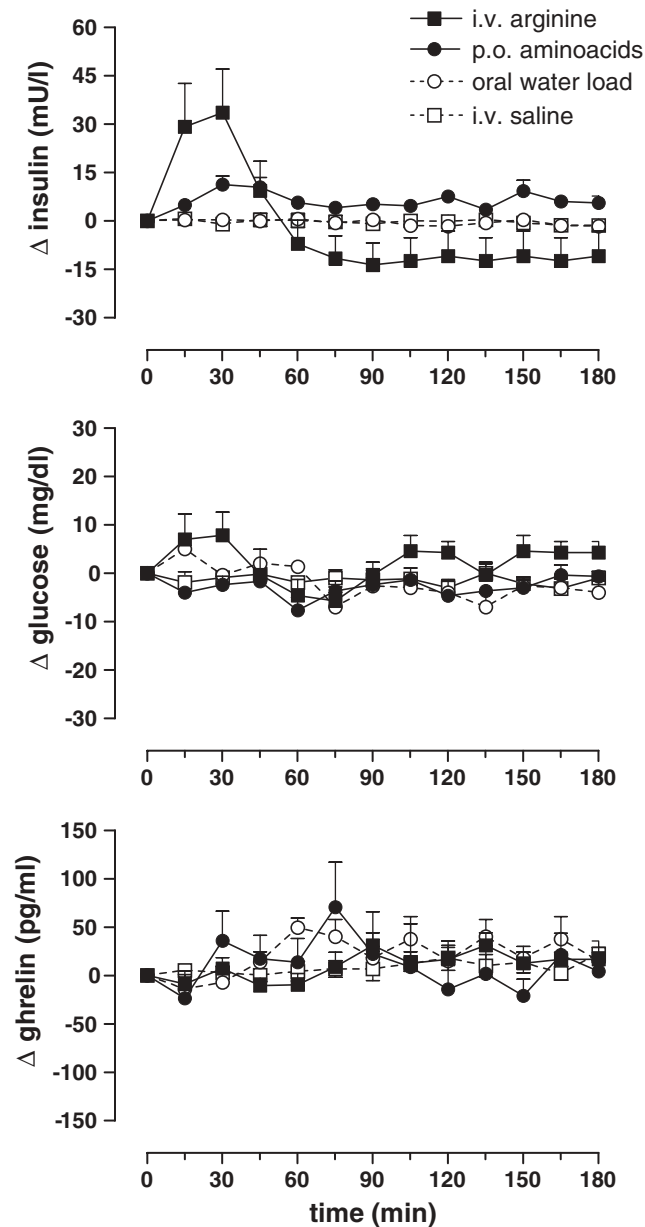 i.v. arginine
p.o. aminoacids
oral water load
i.v. saline
Δ insulin (mU/l)
60
45
30
15
0
-15
-30
0 30 60 90 120 150 180
Δ glucose (mg/dl)
30
20
10
0
-10
-20
-30
0 30 60 90 120 150 180
Δ ghrelin (pg/ml)
150
100
50
0
-50
-100
-150
0 30 60 90 120 150 180
time (min)